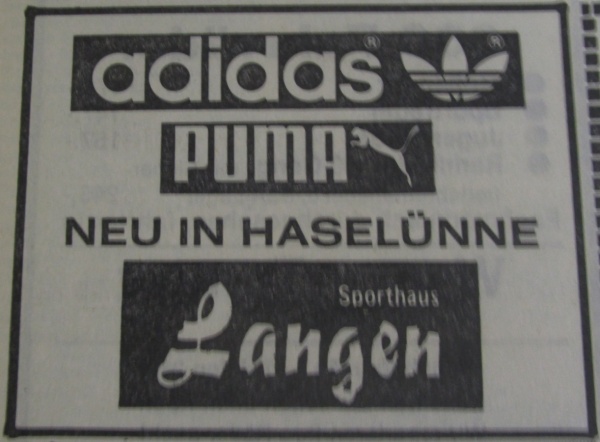 adidas®
®
PUMA
NEU IN HASELÜNNE
Sporthaus
Langen